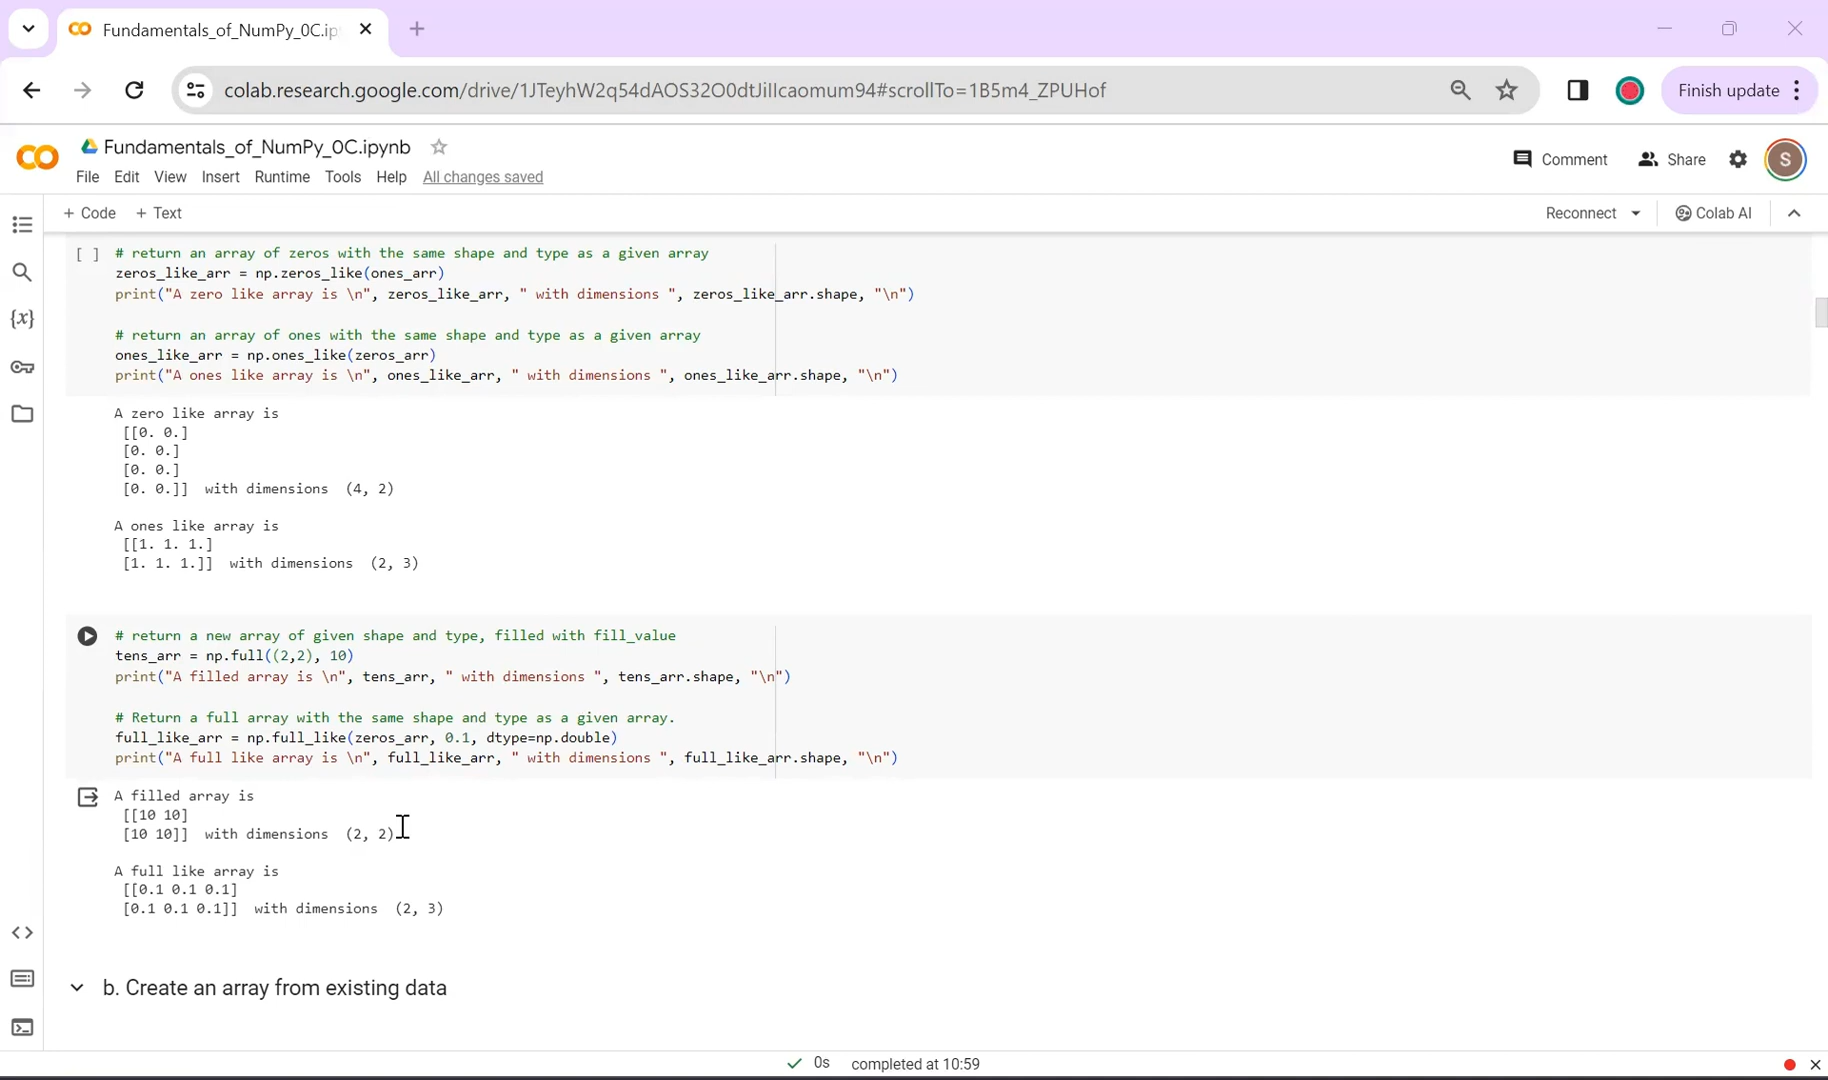 Fundamentals_of_NumPy_0C.ip
colab.research.google.com/drive/1JTeyhW2q54dAOS32O0dtJilIcaomum94#scrollTo=1B5m4_ZPUHof
Finish update
Fundamentals_of_NumPy_0C.ipynb
Comment
Share
S
File Edit View Insert Runtime Tools Help All changes saved
+ Code + Text
Reconnect
Colab AI
[ ] # return an array of zeros with the same shape and type as a given array
zeros_like_arr = np.zeros_like(ones_arr)
print("A zero like array is \n", zeros_like_arr, " with dimensions ", zeros_like_arr.shape, "\n")
# return an array of ones with the same shape and type as a given array
ones_like_arr = np.ones_like(zeros_arr)
print("A ones like array is \n", ones_like_arr, " with dimensions ", ones_like_arr.shape, "\n")
{x}
A zero like array is
[[0. 0.]
[0. 0.]
[0. 0.]
[0. 0.]] with dimensions (4, 2)
A ones like array is
[[1. 1. 1.]
[1. 1. 1.]] with dimensions (2, 3)
# return a new array of given shape and type, filled with fill_value
tens_arr = np.full((2,2), 10)
print("A filled array is \n", tens_arr, " with dimensions ", tens_arr.shape, "\n")
# Return a full array with the same shape and type as a given array.
full_like_arr = np.full_like(zeros_arr, 0.1, dtype=np.double)
print("A full like array is \n", full_like_arr, " with dimensions ", full_like_arr.shape, "\n")
A filled array is
[[10 10]
[10 10]] with dimensions (2, 2)
A full like array is
[[0.1 0.1 0.1]
[0.1 0.1 0.1]] with dimensions (2, 3)
b. Create an array from existing data
0s completed at 10:59